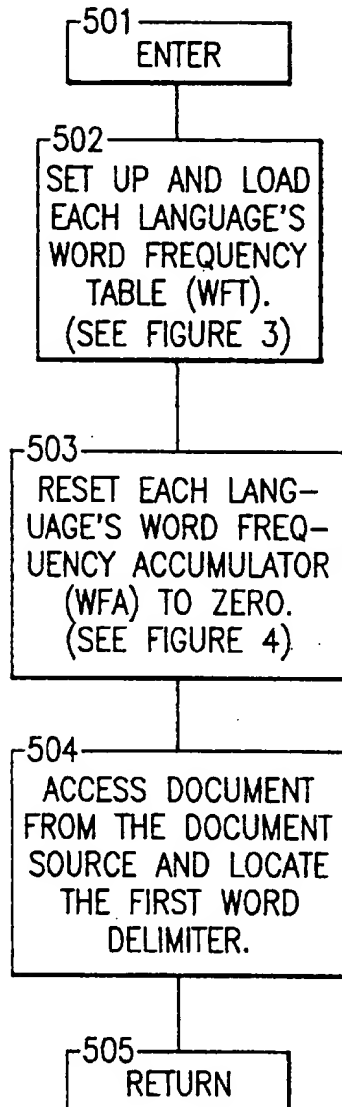 501
ENTER
502
SET UP AND LOAD
EACH LANGUAGE'S
WORD FREQUENCY
TABLE (WFT).
(SEE FIGURE 3)
503
RESET EACH LANG-
UAGE'S WORD FREQ-
UENCY ACCUMULATOR
(WFA) TO ZERO.
(SEE FIGURE 4)
504
ACCESS DOCUMENT
FROM THE DOCUMENT
SOURCE AND LOCATE
THE FIRST WORD
DELIMITER.
505
RETURN